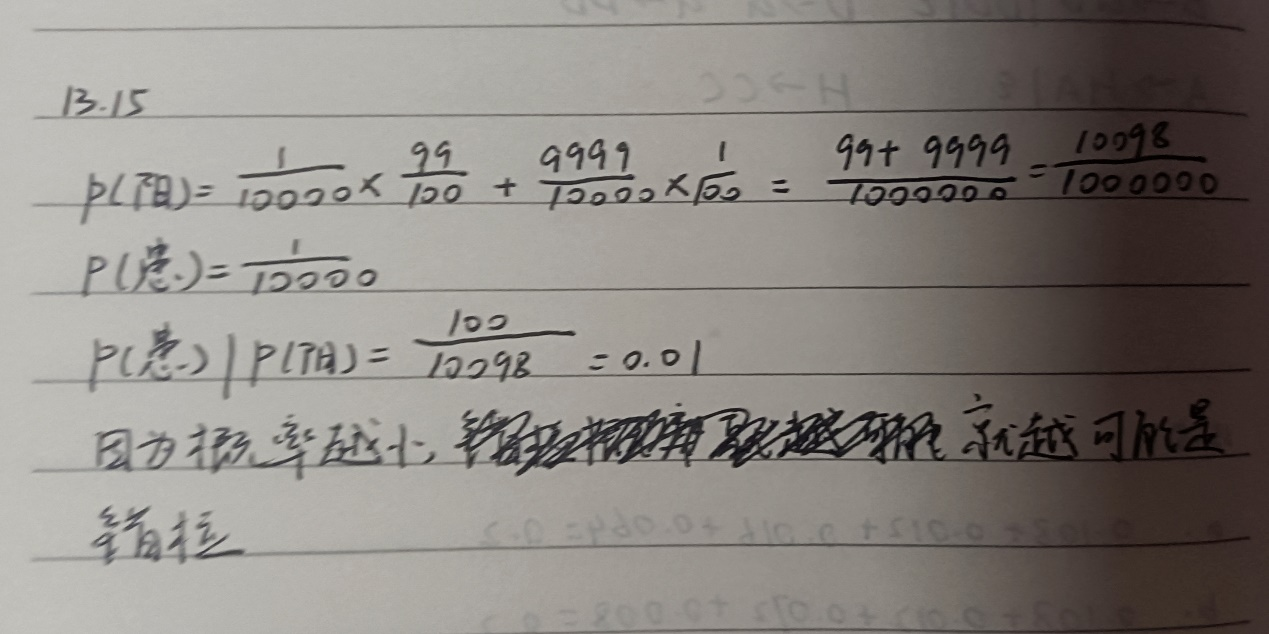 13.15
P(阳) = 1/10000 × 99/100 + 9999/10000 × 1/100 = 99+9999/1000000 = 10098/1000000
P(患) = 1/10000
P(患) | P(阳) = 100/10098 = 0.01
因为概率越小, 就越可能是
错检